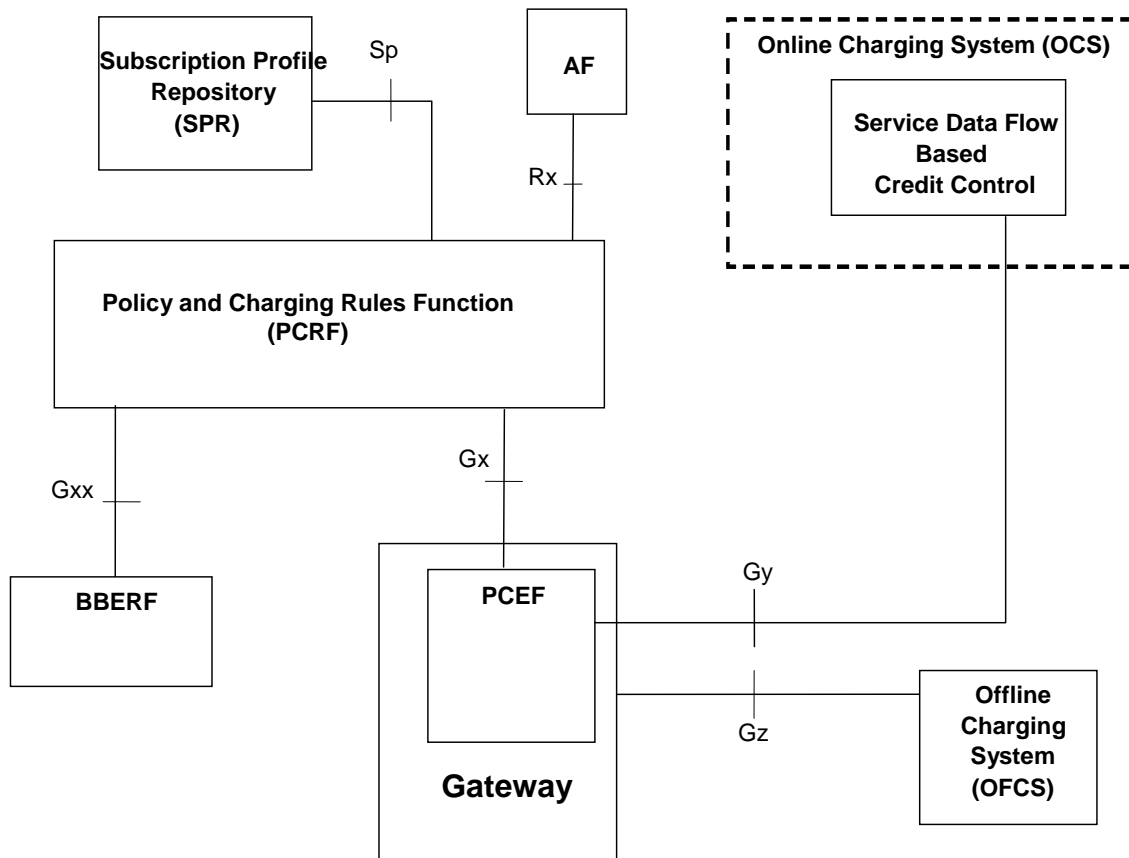 Subscription Profile
Repository
(SPR)
Sp
AF
Online Charging System (OCS)
Service Data Flow
Based
Credit Control
Rx
Policy and Charging Rules Function
(PCRF)
Gxx
Gx
BBERF
PCEF
Gy
Gz
Offline
Charging
System
(OFCS)
Gateway